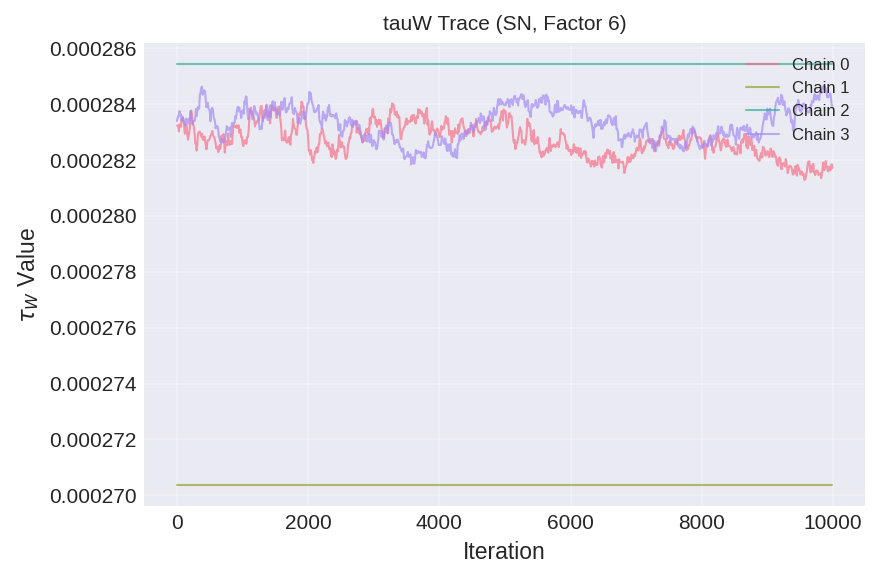 tauW Trace (SN, Factor 6)
0.000286
0.000284
0.000282
0.000280
0.000278
0.000276
0.000274
0.000272
0.000270
τW Value
Chain 0
Chain 1
Chain 2
Chain 3
0 2000 4000 6000 8000 10000
Iteration